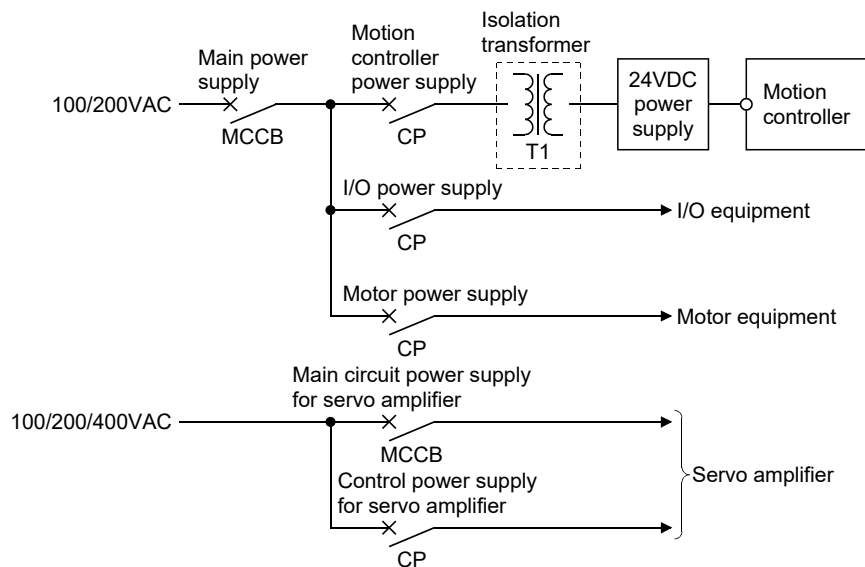 Isolation
transformer
Main power
supply
Motion
controller
power supply
100/200VAC
MCCB
CP
T1
24VDC
power
supply
Motion
controller
I/O power supply
CP
I/O equipment
Motor power supply
CP
Motor equipment
Main circuit power supply
for servo amplifier
100/200/400VAC
MCCB
Control power supply
for servo amplifier
CP
Servo amplifier